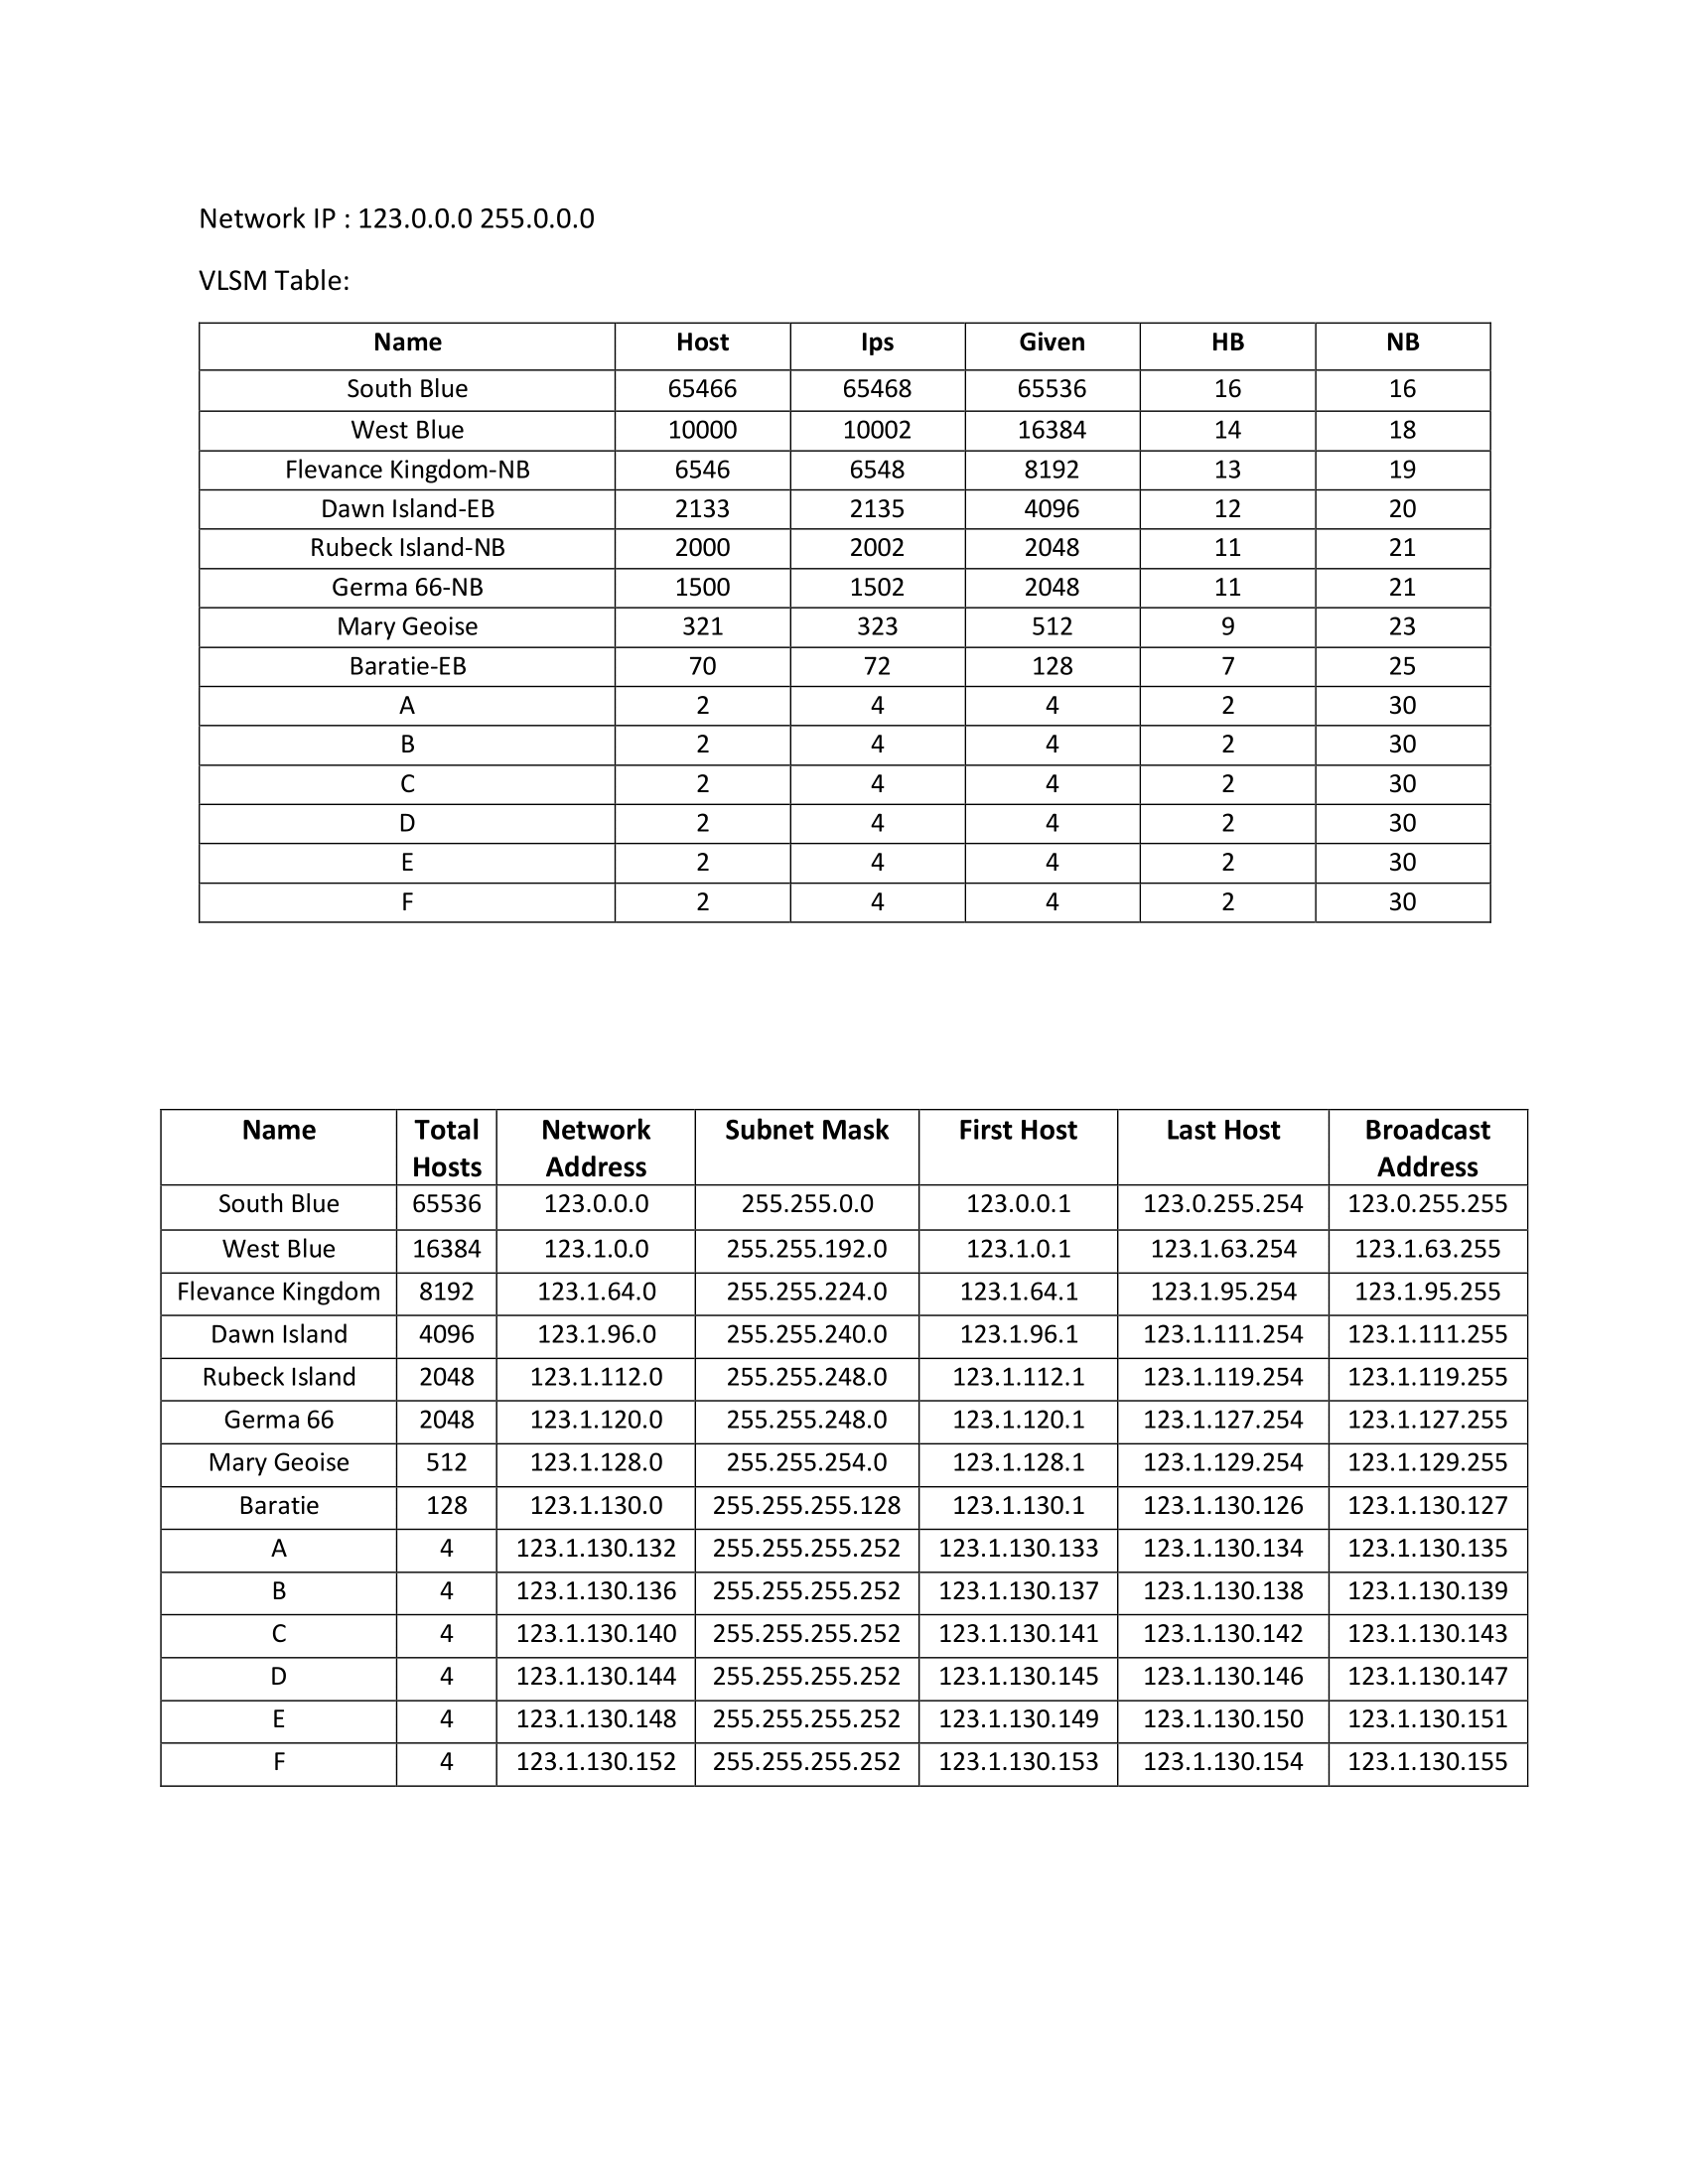 Network IP : 123.0.0.0 255.0.0.0
VLSM Table:
Name Host Ips Given HB NB
South Blue 65466 65468 65536 16 16
West Blue 10000 10002 16384 14 18
Flevance Kingdom-NB 6546 6548 8192 13 19
Dawn Island-EB 2133 2135 4096 12 20
Rubeck Island-NB 2000 2002 2048 11 21
Germa 66-NB 1500 1502 2048 11 21
Mary Geoise 321 323 512 9 23
Baratie-EB 70 72 128 7 25
A 2 4 4 2 30
B 2 4 4 2 30
C 2 4 4 2 30
D 2 4 4 2 30
E 2 4 4 2 30
F 2 4 4 2 30
Name Total Network Subnet Mask First Host Last Host Broadcast
Hosts Address Address
South Blue 65536 123.0.0.0 255.255.0.0 123.0.0.1 123.0.255.254 123.0.255.255
West Blue 16384 123.1.0.0 255.255.192.0 123.1.0.1 123.1.63.254 123.1.63.255
Flevance Kingdom 8192 123.1.64.0 255.255.224.0 123.1.64.1 123.1.95.254 123.1.95.255
Dawn Island 4096 123.1.96.0 255.255.240.0 123.1.96.1 123.1.111.254 123.1.111.255
Rubeck Island 2048 123.1.112.0 255.255.248.0 123.1.112.1 123.1.119.254 123.1.119.255
Germa 66 2048 123.1.120.0 255.255.248.0 123.1.120.1 123.1.127.254 123.1.127.255
Mary Geoise 512 123.1.128.0 255.255.254.0 123.1.128.1 123.1.129.254 123.1.129.255
Baratie 128 123.1.130.0 255.255.255.128 123.1.130.1 123.1.130.126 123.1.130.127
A 4 123.1.130.132 255.255.255.252 123.1.130.133 123.1.130.134 123.1.130.135
B 4 123.1.130.136 255.255.255.252 123.1.130.137 123.1.130.138 123.1.130.139
C 4 123.1.130.140 255.255.255.252 123.1.130.141 123.1.130.142 123.1.130.143
D 4 123.1.130.144 255.255.255.252 123.1.130.145 123.1.130.146 123.1.130.147
E 4 123.1.130.148 255.255.255.252 123.1.130.149 123.1.130.150 123.1.130.151
F 4 123.1.130.152 255.255.255.252 123.1.130.153 123.1.130.154 123.1.130.155